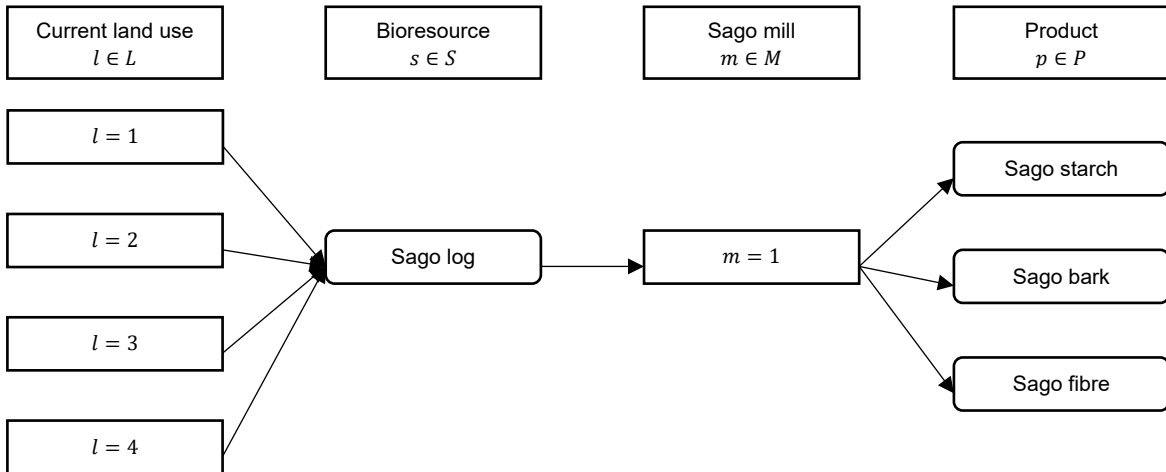 Current land use
𝑙 ∈ 𝐿
Bioresource
𝑠 ∈ 𝑆
Sago mill
𝑚 ∈ 𝑀
Product
𝑝 ∈ 𝑃
𝑙 = 1
𝑙 = 2
𝑙 = 3
𝑙 = 4
Sago log
𝑚 = 1
Sago starch
Sago bark
Sago fibre